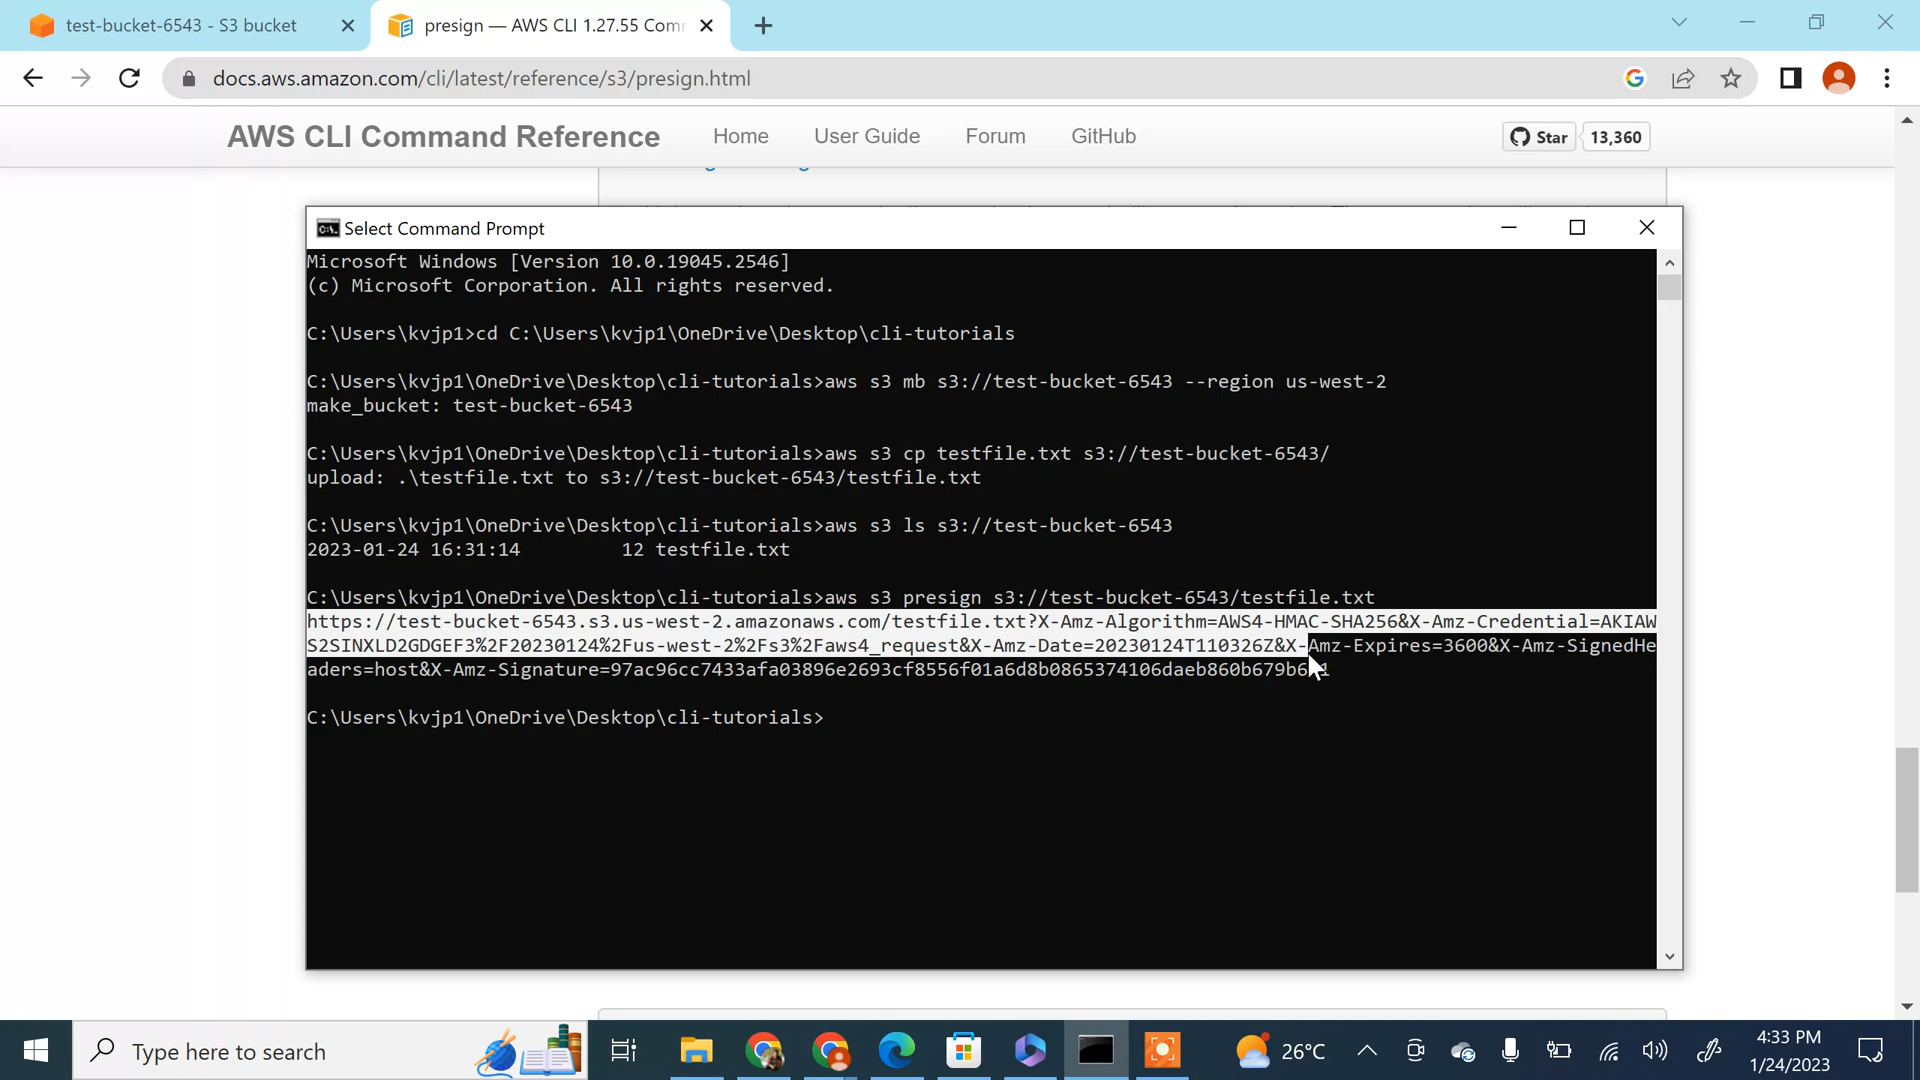 test-bucket-6543 - S3 bucket
presign — AWS CLI 1.27.55 Com
docs.aws.amazon.com/cli/latest/reference/s3/presign.html
AWS CLI Command Reference
Home
User Guide
Forum
GitHub
Star
13,360
Select Command Prompt
Microsoft Windows [Version 10.0.19045.2546]
(c) Microsoft Corporation. All rights reserved.
C:\Users\kvjp1>cd C:\Users\kvjp1\OneDrive\Desktop\cli-tutorials
C:\Users\kvjp1\OneDrive\Desktop\cli-tutorials>aws s3 mb s3://test-bucket-6543 --region us-west-2
make_bucket: test-bucket-6543
C:\Users\kvjp1\OneDrive\Desktop\cli-tutorials>aws s3 cp testfile.txt s3://test-bucket-6543/
upload: .\testfile.txt to s3://test-bucket-6543/testfile.txt
C:\Users\kvjp1\OneDrive\Desktop\cli-tutorials>aws s3 ls s3://test-bucket-6543
2023-01-24 16:31:14 12 testfile.txt
C:\Users\kvjp1\OneDrive\Desktop\cli-tutorials>aws s3 presign s3://test-bucket-6543/testfile.txt
https://test-bucket-6543.s3.us-west-2.amazonaws.com/testfile.txt?X-Amz-Algorithm=AWS4-HMAC-SHA256&X-Amz-Credential=AKIAW
S2SINXLD2GDGEF3%2F20230124%2Fus-west-2%2Fs3%2Faws4_request&X-Amz-Date=20230124T110326Z&X-Amz-Expires=3600&X-Amz-SignedHe
aders=host&X-Amz-Signature=
C:\Users\kvjp1\OneDrive\Desktop\cli-tutorials>
Type here to search
26°C
4:33 PM
1/24/2023